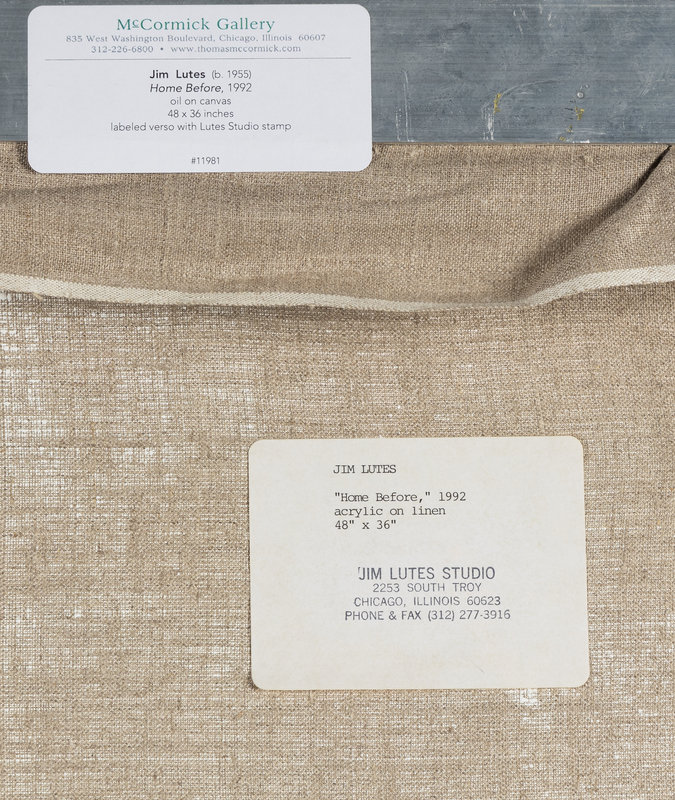 McCormick Gallery
835 West Washington Boulevard, Chicago, Illinois 60607
312-226-6800 • www.thomasmccormick.com
Jim Lutes (b. 1955)
Home Before, 1992
oil on canvas
48 x 36 inches
labeled verso with Lutes Studio stamp
#11981
JIM LUTES
"Home Before," 1992
acrylic on linen
48" x 36"
JIM LUTES STUDIO
2253 SOUTH TROY
CHICAGO, ILLINOIS 60623
PHONE & FAX (312) 277-3916